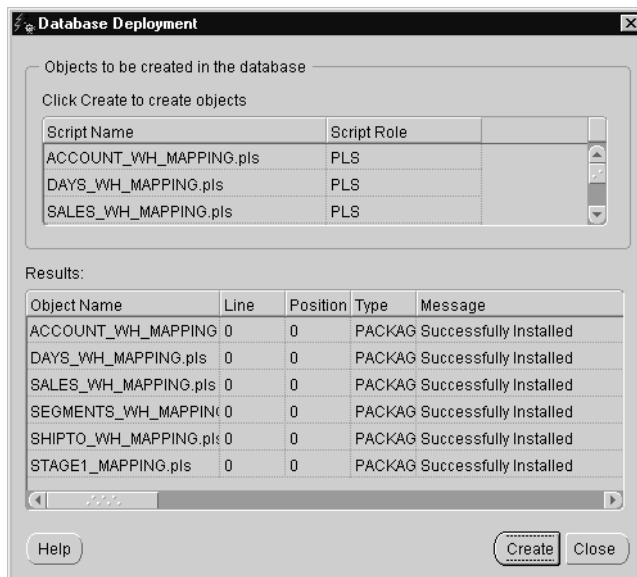 Database Deployment
Objects to be created in the database
Click Create to create objects
Script Name Script Role
ACCOUNT_WH_MAPPING.pls PLS
DAYS_WH_MAPPING.pls PLS
SALES_WH_MAPPING.pls PLS
Results:
Object Name Line Position Type Message
ACCOUNT_WH_MAPPING 0 0 PACKAG Successfully Installed
DAYS_WH_MAPPING.pls 0 0 PACKAG Successfully Installed
SALES_WH_MAPPING.pls 0 0 PACKAG Successfully Installed
SEGMENTS_WH_MAPPIN 0 0 PACKAG Successfully Installed
SHIPTO_WH_MAPPING.pls 0 0 PACKAG Successfully Installed
STAGE1_MAPPING.pls 0 0 PACKAG Successfully Installed
Help Create Close